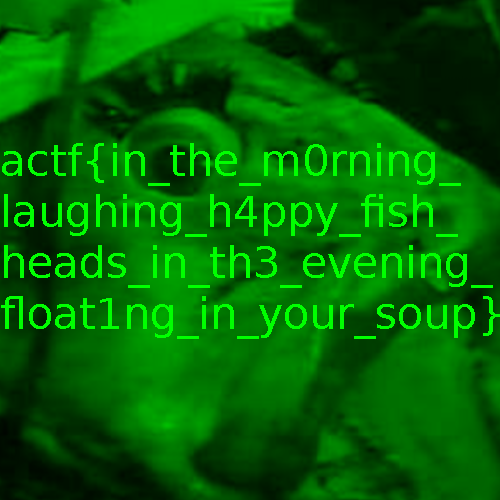 actf{in_the_m0rning_
laughing_h4ppy_fish_
heads_in_th3_evening_
float1ng_in_your_soup}